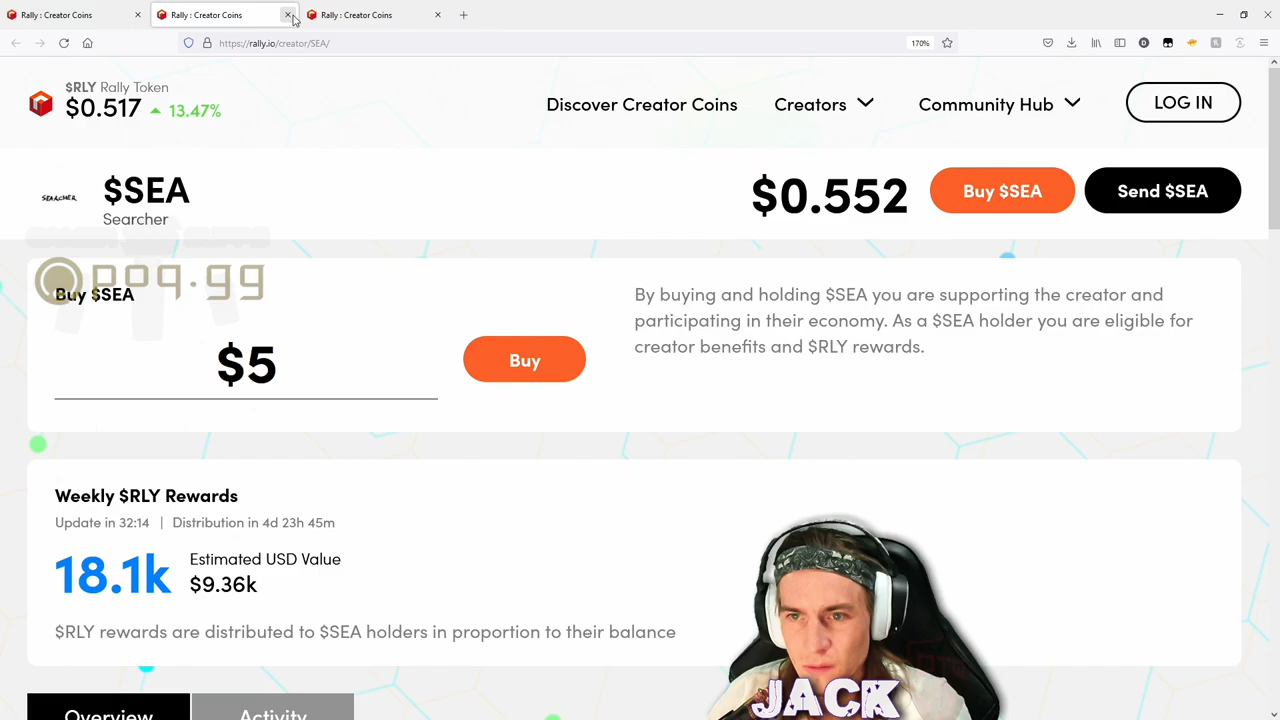 Rally : Creator Coins
Rally : Creator Coins
Rally : Creator Coins
https://rally.io/creator/SEA/
170%
$RLY Rally Token
$0.517 13.47%
Discover Creator Coins
Creators
Community Hub
LOG IN
SEARCHER
$SEA
Searcher
$0.552
Buy $SEA
Send $SEA
poq.gg
Buy $SEA
$5
Buy
By buying and holding $SEA you are supporting the creator and
participating in their economy. As a $SEA holder you are eligible for
creator benefits and $RLY rewards.
Weekly $RLY Rewards
Update in 32:14 | Distribution in 4d 23h 45m
18.1k
Estimated USD Value
$9.36k
$RLY rewards are distributed to $SEA holders in proportion to their balance
JACK
Overview
Activity